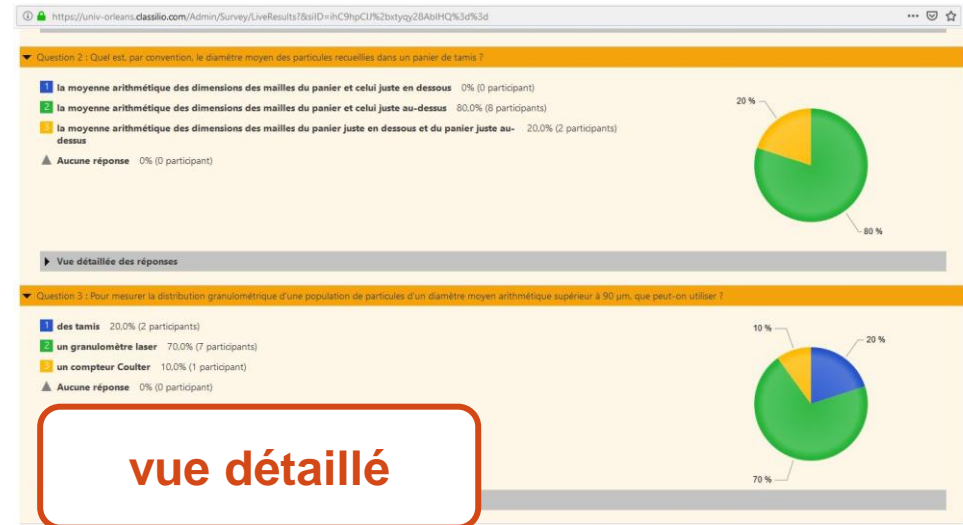 https://univ-orleans.classilio.com/Admin/Survey/LiveResults?&siID=ihC9hpClJ%2bxtyqy28AbIHQ%3d%3d
Question 2 : Quel est, par convention, le diamètre moyen des particules recueillies dans un panier de tamis ?
1 la moyenne arithmétique des dimensions des mailles du panier et celui juste en dessous 0% (0 participant)
2 la moyenne arithmétique des dimensions des mailles du panier et celui juste au-dessus 80,0% (8 participants)
3 la moyenne arithmétique des dimensions des mailles du panier juste en dessous et du panier juste au- 20,0% (2 participants)
dessus
Aucune réponse 0% (0 participant)
20 %
80 %
Vue détaillée des réponses
Question 3 : Pour mesurer la distribution granulométrique d'une population de particules d'un diamètre moyen arithmétique supérieur à 90 µm, que peut-on utiliser ?
1 des tamis 20,0% (2 participants)
2 un granulomètre laser 70,0% (7 participants)
3 un compteur Coulter 10,0% (1 participant)
Aucune réponse 0% (0 participant)
10 %
20 %
70 %
vue détaillé